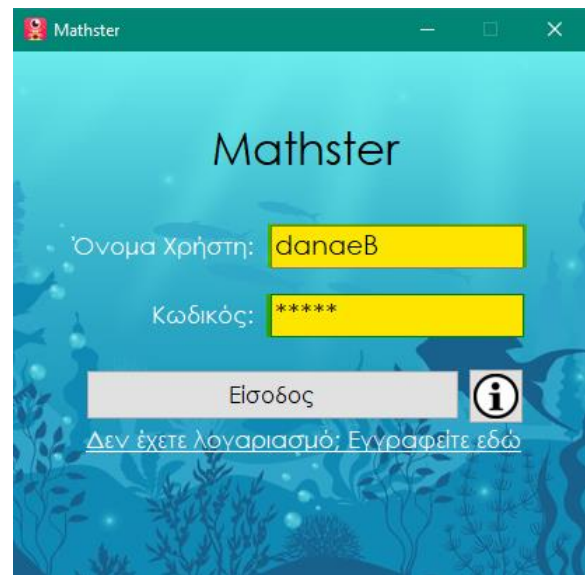 Mathster
Mathster
Όνομα Χρήστη: danaeB
Κωδικός: *****
Είσοδος
Δεν έχετε λογαριασμό; Εγγραφείτε εδώ